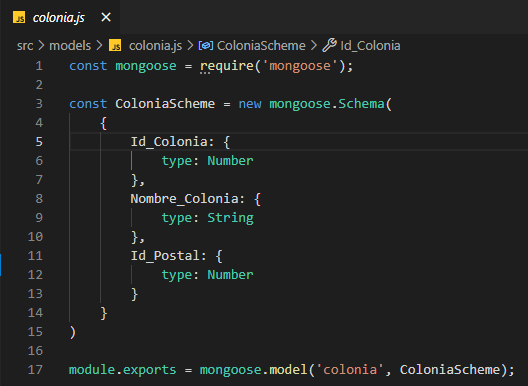 JS colonia.js ×
src > models > JS colonia.js > ColoniaScheme > Id_Colonia
1 const mongoose = require('mongoose');
2
3 const ColoniaScheme = new mongoose.Schema(
4     {
5         Id_Colonia: {
6             type: Number
7         },
8         Nombre_Colonia: {
9             type: String
10         },
11         Id_Postal: {
12             type: Number
13         }
14     }
15 )
16
17 module.exports = mongoose.model('colonia', ColoniaScheme);